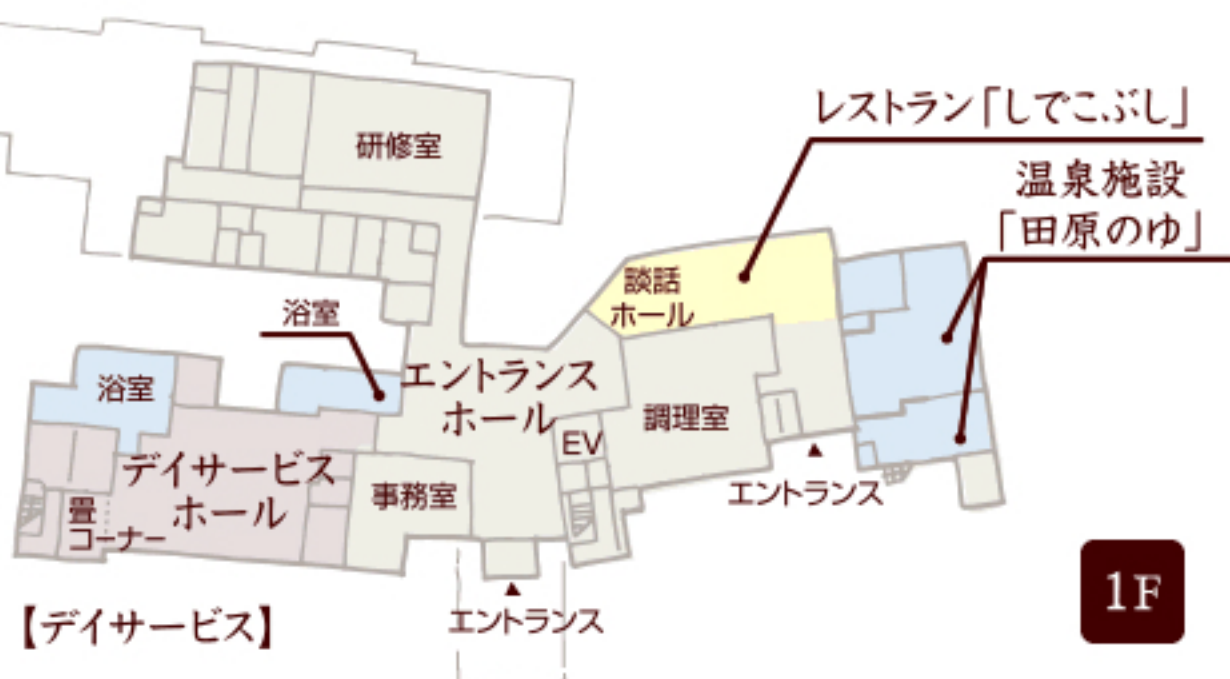 レストラン「しでこぶし」
研修室
温泉施設
「田原のゆ」
談話
ホール
浴室
エントランス
ホール
浴室
調理室
EV
デイサービス
ホール
事務室
エントランス
畳
コーナー
【デイサービス】
エントランス
1F